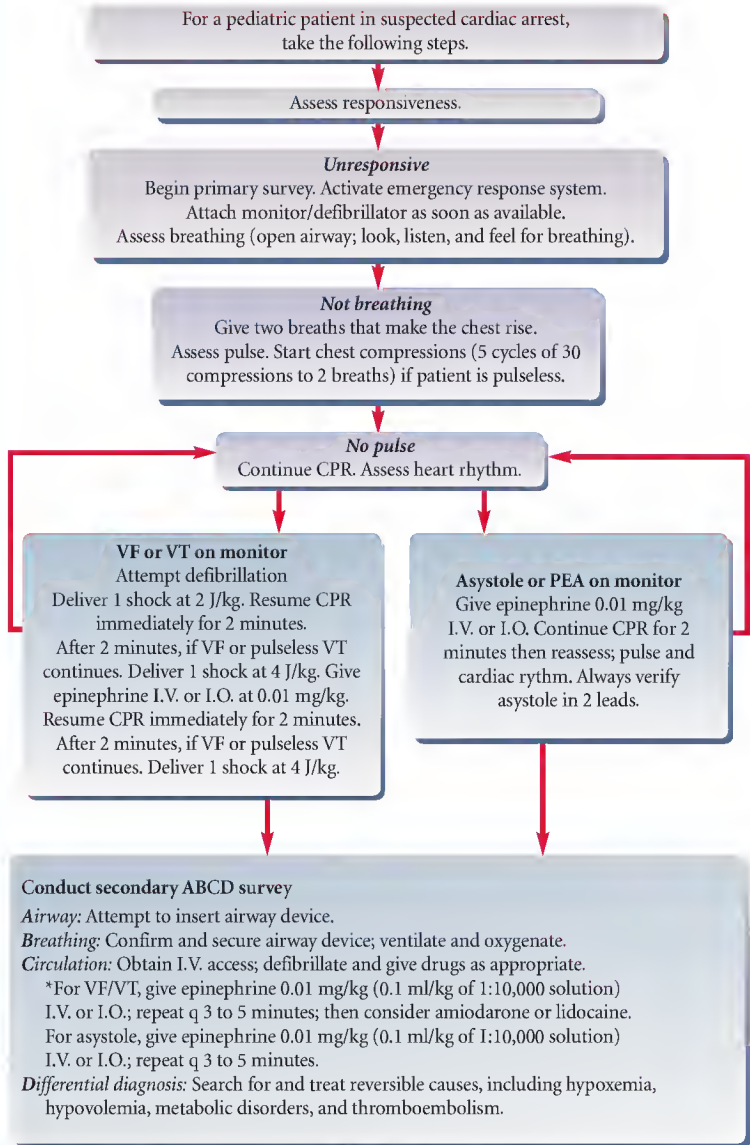 For a pediatric patient in suspected cardiac arrest,
take the following steps.
Assess responsiveness.
Unresponsive
Begin primary survey. Activate emergency response system.
Attach monitor/defibrillator as soon as available.
Assess breathing (open airway; look, listen, and feel for breathing).
Not breathing
Give two breaths that make the chest rise.
Assess pulse. Start chest compressions (5 cycles of 30
compressions to 2 breaths) if patient is pulseless.
No pulse
Continue CPR. Assess heart rhythm.
VF or VT on monitor
Attempt defibrillation
Deliver 1 shock at 2 J/kg. Resume CPR
immediately for 2 minutes.
After 2 minutes, if VF or pulseless VT
continues. Deliver 1 shock at 4 J/kg. Give
epinephrine I.V. or I.O. at 0.01 mg/kg.
Resume CPR immediately for 2 minutes.
After 2 minutes, if VF or pulseless VT
continues. Deliver 1 shock at 4 J/kg.
Asystole or PEA on monitor
Give epinephrine 0.01 mg/kg
I.V. or I.O. Continue CPR for 2
minutes then reassess; pulse and
cardiac rythm. Always verify
asystole in 2 leads.
Conduct secondary ABCD survey
Airway: Attempt to insert airway device.
Breathing: Confirm and secure airway device; ventilate and oxygenate.
Circulation: Obtain I.V. access; defibrillate and give drugs as appropriate.
*For VF/VT, give epinephrine 0.01 mg/kg (0.1 ml/kg of 1:10,000 solution)
I.V. or I.O.; repeat q 3 to 5 minutes; then consider amiodarone or lidocaine.
For asystole, give epinephrine 0.01 mg/kg (0.1 ml/kg of I:10,000 solution)
I.V. or I.O.; repeat q 3 to 5 minutes.
Differential diagnosis: Search for and treat reversible causes, including hypoxemia,
hypovolemia, metabolic disorders, and thromboembolism.